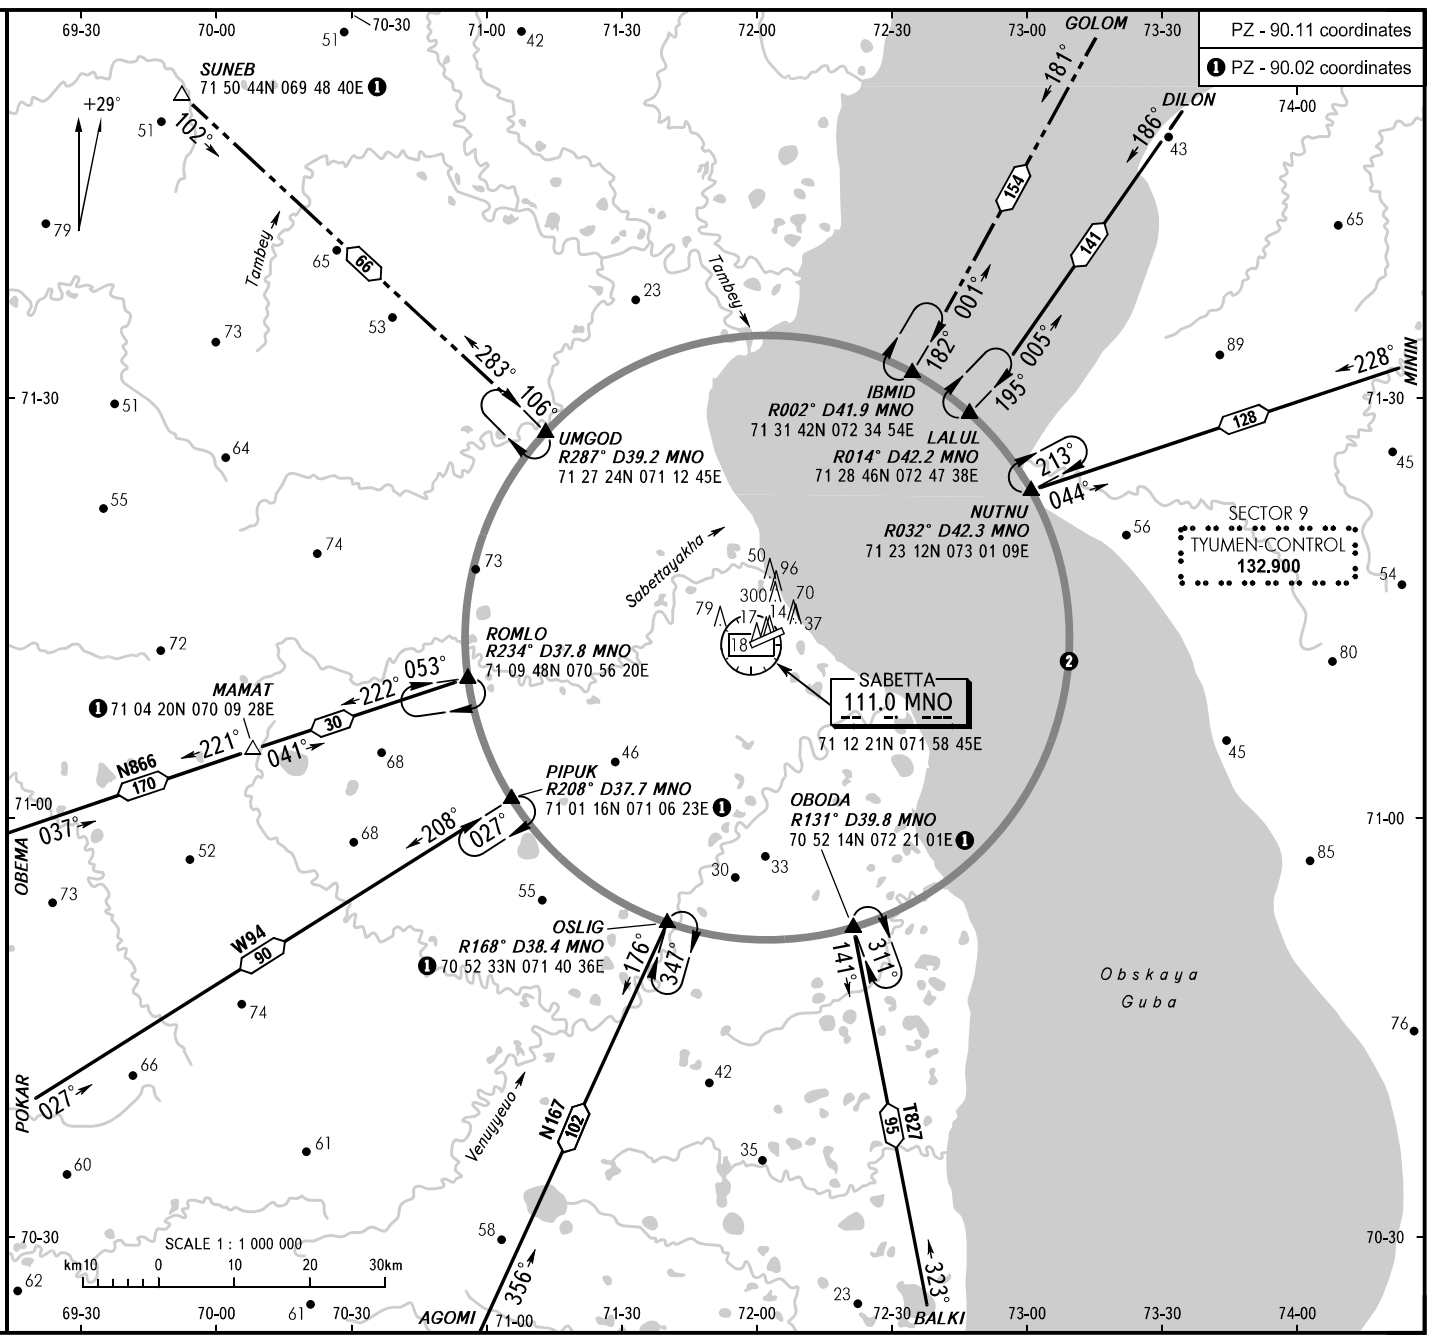 69-30
70-00
70-30
71-00
71-30
72-00
72-30
73-00
73-30
74-00
PZ - 90.11 coordinates
1 PZ - 90.02 coordinates
51
42
GOLOM
181°
SUNEB
71 50 44N 069 48 40E 1
+29°
102°
51
DILON
186°
43
154
141
79
65
Tambey
65
66
Tambey
23
53
73
001°
182°
005°
195°
89
228°
MININ
283°
106°
71-30
71-30
51
IBMID
R002° D41.9 MNO
71 31 42N 072 34 54E
128
UMGOD
R287° D39.2 MNO
71 27 24N 071 12 45E
LALUL
R014° D42.2 MNO
71 28 46N 072 47 38E
213°
044°
64
45
55
NUTNU
R032° D42.3 MNO
71 23 12N 073 01 09E
SECTOR 9
TYUMEN-CONTROL
132.900
56
54
74
73
Sabettayakha
50
96
300
70
79
17
14
37
18
72
ROMLO
R234° D37.8 MNO
71 09 48N 070 56 20E
80
2
053°
222°
MAMAT
1 71 04 20N 070 09 28E
30
SABETTA
111.0 MNO
71 12 21N 071 58 45E
221°
041°
N866
170
68
46
45
PIPUK
R208° D37.7 MNO
71 01 16N 071 06 23E 1
OBODA
R131° D39.8 MNO
70 52 14N 072 21 01E 1
71-00
71-00
037°
OBEMA
208°
027°
68
52
33
30
85
73
55
W94
90
OSLIG
R168° D38.4 MNO
1 70 52 33N 071 40 36E
176°
347°
141°
311°
Obskaya
Guba
74
76
66
POKAR
027°
42
N167
102
Venuyyeuo
T827
95
61
35
60
58
70-30
70-30
SCALE 1 : 1 000 000
km10 0 10 20 30km
356°
323°
62
61
23
69-30
70-00
70-30
AGOMI
71-00
71-30
72-00
72-30
BALKI
73-00
73-30
74-00